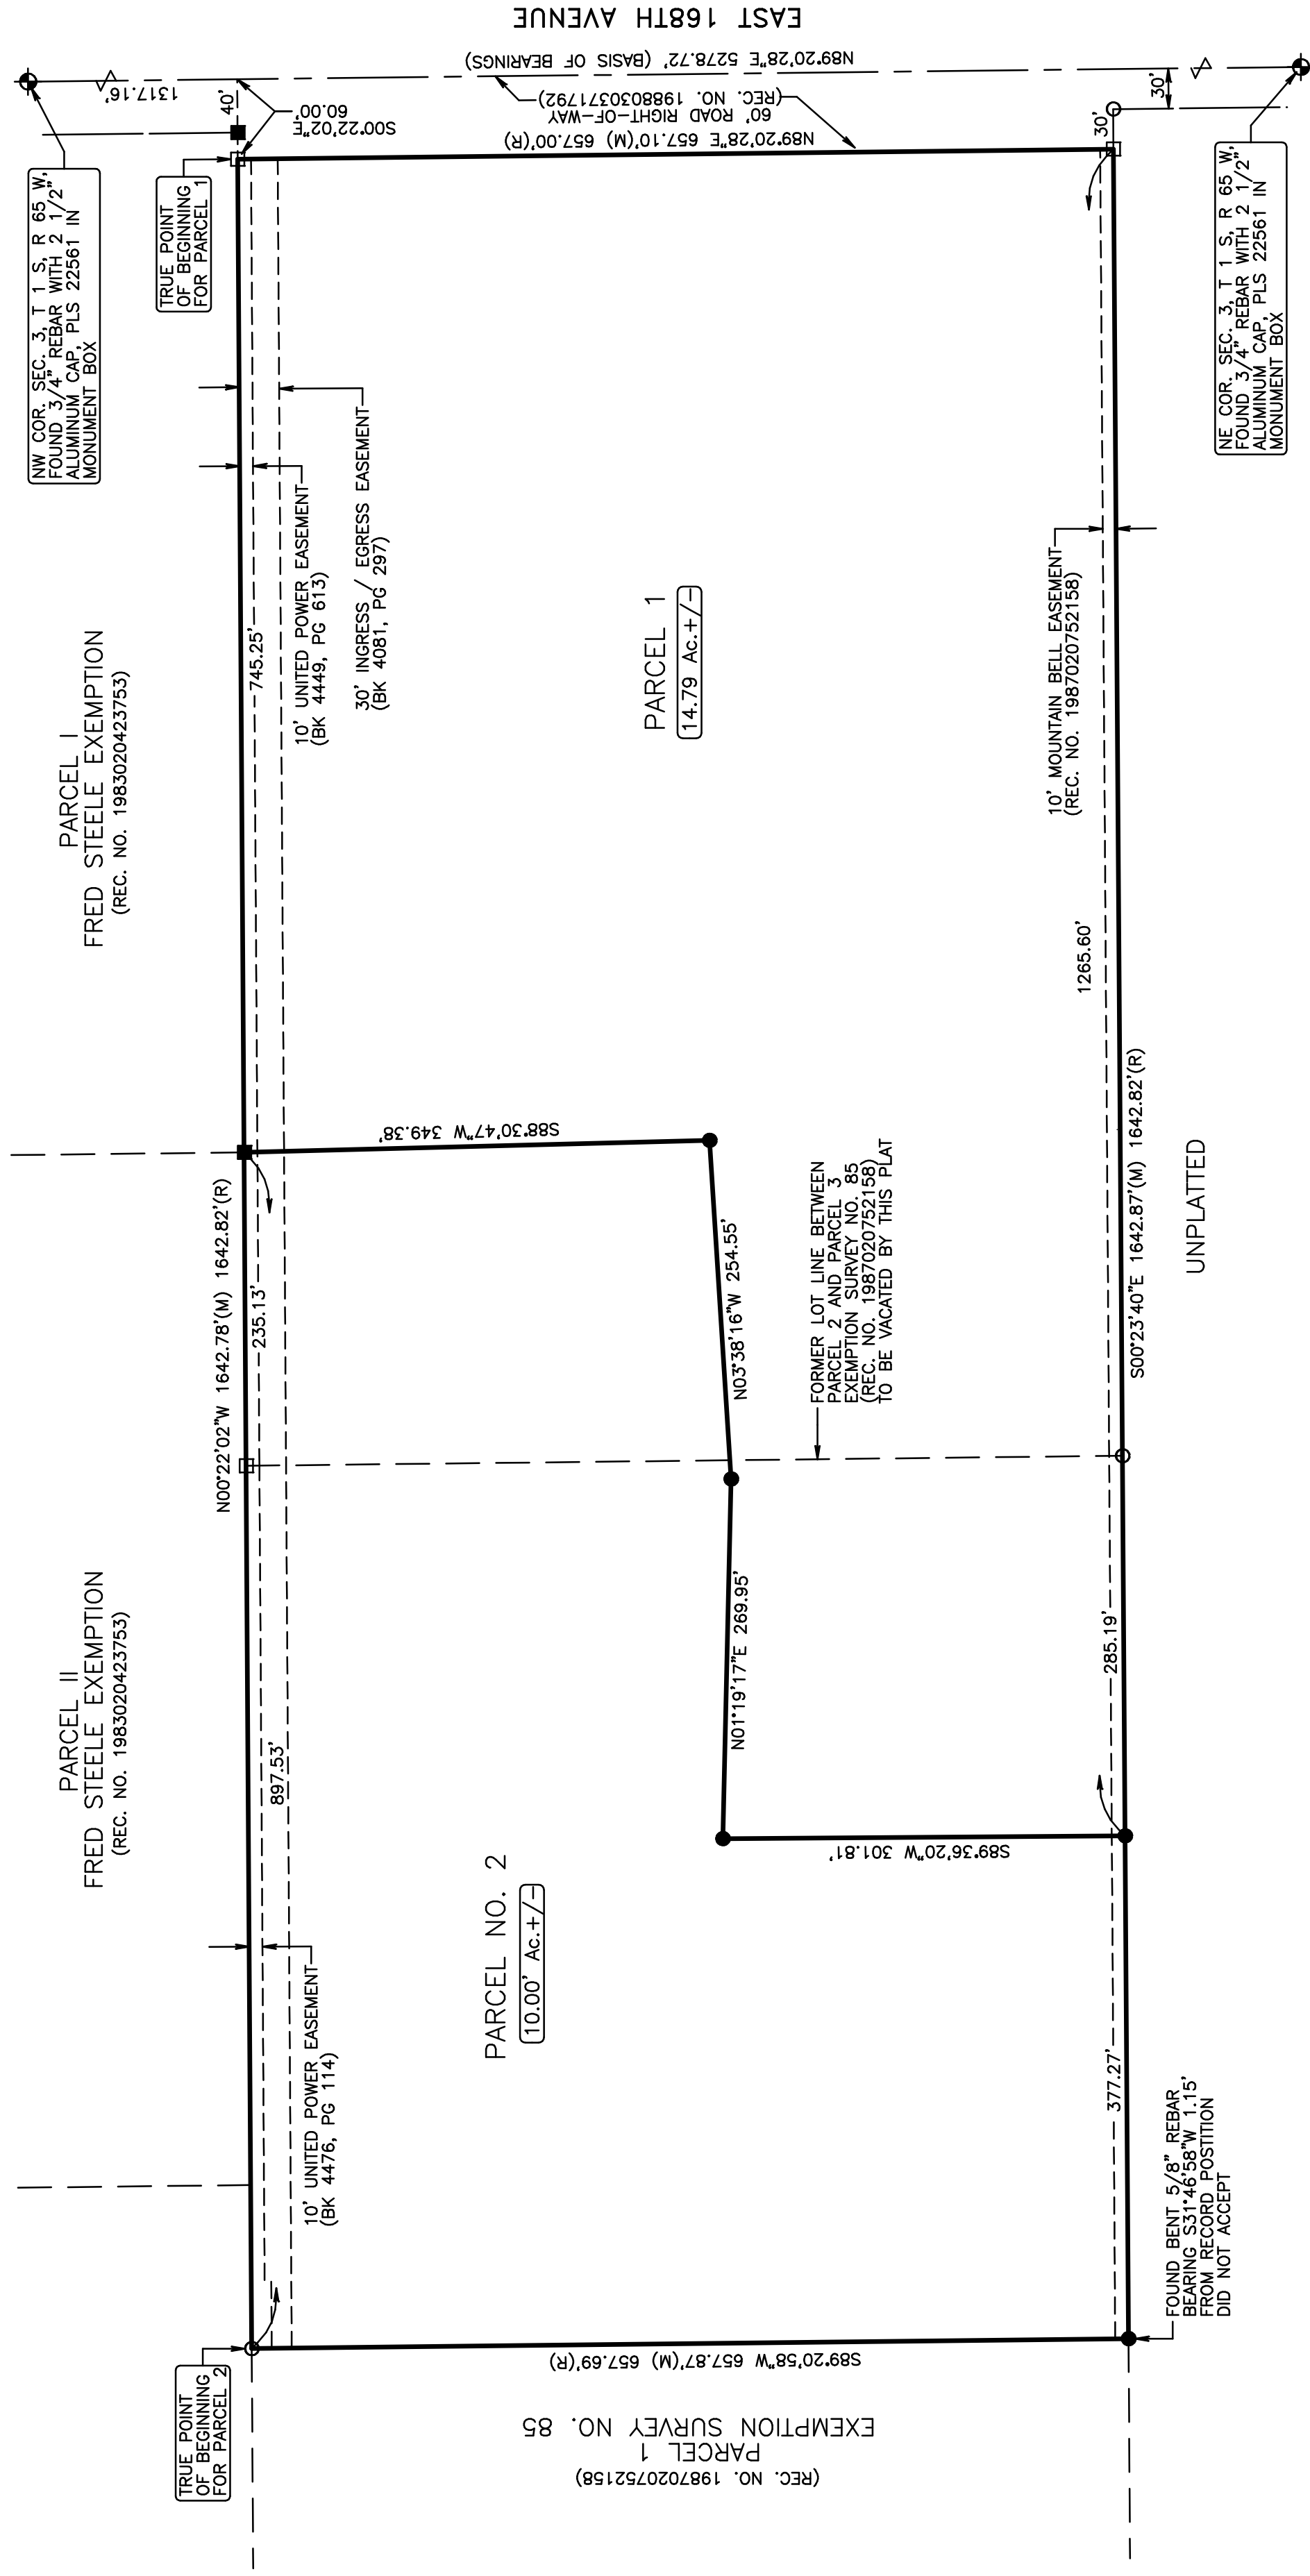 EAST 168TH AVENUE
N89°20'28"E 5278.72' (BASIS OF BEARINGS)
60' ROAD RIGHT-OF-WAY
(REC. NO. 1988030371792)
N89°20'28"E 657.10'(M) 657.00'(R)
1317.16'
40'
S00°22'02"E
60.00'
30'
30'
NW COR. SEC. 3, T 1 S, R 65 W,
FOUND 3/4" REBAR WITH 2 1/2"
ALUMINUM CAP, PLS 22561 IN
MONUMENT BOX
TRUE POINT
OF BEGINNING
FOR PARCEL 1
NE COR. SEC. 3, T 1 S, R 65 W,
FOUND 3/4" REBAR WITH 2 1/2"
ALUMINUM CAP, PLS 22561 IN
MONUMENT BOX
PARCEL I
FRED STEELE EXEMPTION
(REC. NO. 1983020423753)
745.25'
10' UNITED POWER EASEMENT
(BK 4449, PG 613)
30' INGRESS / EGRESS EASEMENT
(BK 4081, PG 297)
PARCEL 1
14.79 Ac.+/-
10' MOUNTAIN BELL EASEMENT
(REC. NO. 1987020752158)
1265.60'
S88°30'47"W 349.38'
N00°22'02"W 1642.78'(M) 1642.82'(R)
235.13'
N03°38'16"W 254.55'
FORMER LOT LINE BETWEEN
PARCEL 2 AND PARCEL 3
EXEMPTION SURVEY NO. 85
(REC. NO. 1987020752158)
TO BE VACATED BY THIS PLAT
S00°23'40"E 1642.87'(M) 1642.82'(R)
UNPLATTED
PARCEL II
FRED STEELE EXEMPTION
(REC. NO. 1983020423753)
897.53'
N01°19'17"E 269.95'
285.19'
S89°36'20"W 301.81'
PARCEL NO. 2
10.00' Ac.+/-
10' UNITED POWER EASEMENT
(BK 4476, PG 114)
377.27'
FOUND BENT 5/8" REBAR
BEARING S31°46'58"W 1.15'
FROM RECORD POSTITION
DID NOT ACCEPT
TRUE POINT
OF BEGINNING
FOR PARCEL 2
S89°20'58"W 657.87'(M) 657.69'(R)
EXEMPTION SURVEY NO. 85
PARCEL 1
(REC. NO. 1987020752158)